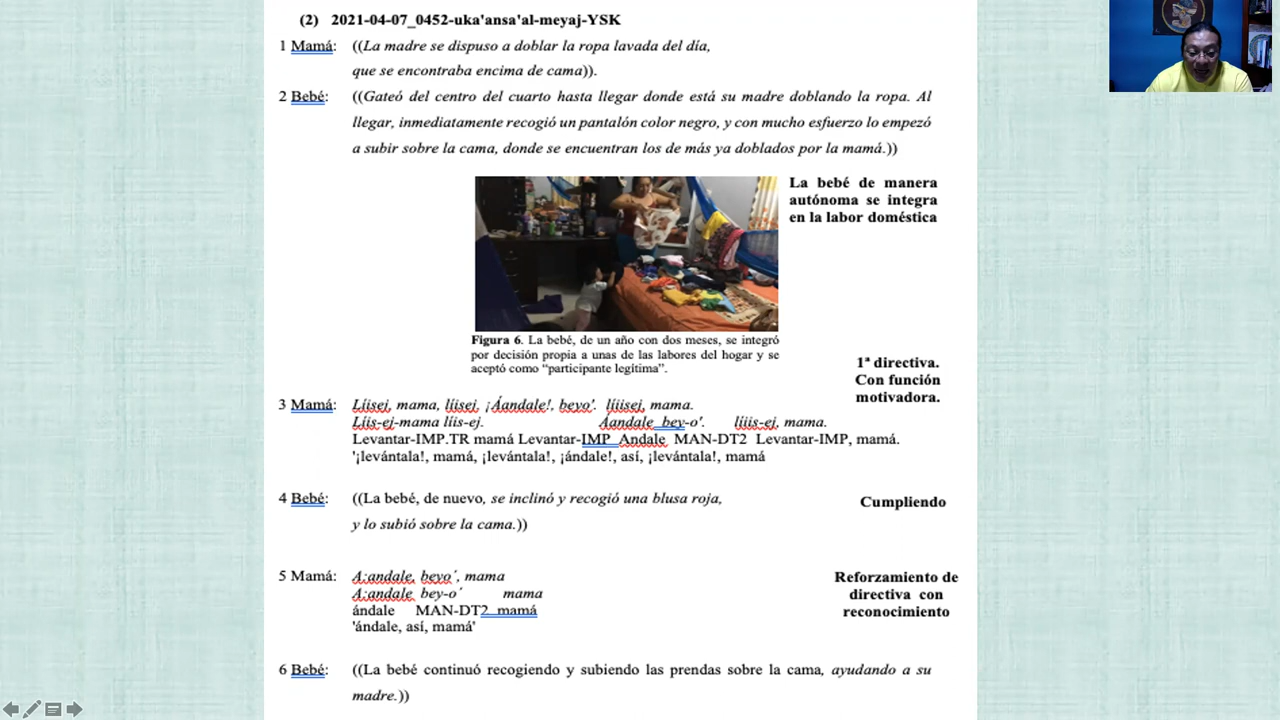 (2) 2021-04-07_0452-uka'ansa'al-meyaj-YSK
1 Mamá: ((La madre se dispuso a doblar la ropa lavada del día,
que se encontraba encima de cama)).
2 Bebé: ((Gateó del centro del cuarto hasta llegar donde está su madre doblando la ropa. Al
llegar, inmediatamente recogió un pantalón color negro, y con mucho esfuerzo lo empezó
a subir sobre la cama, donde se encuentran los de más ya doblados por la mamá.))
La bebé de manera
autónoma se integra
en la labor doméstica
Figura 6. La bebé, de un año con dos meses, se integró
por decisión propia a unas de las labores del hogar y se
aceptó como “participante legítima”.
1ª directiva.
Con función
motivadora.
3 Mamá: Líisej, mama, líisej, ¡Áandale!, beyo'. líiisej, mama.
Líis-ej-mama líis-ej. Áandale bey-o'. líiis-ej, mama.
Levantar-IMP.TR mamá Levantar-IMP Andale MAN-DT2 Levantar-IMP, mamá.
'¡levántala!, mamá, ¡levántala!, ¡ándale!, así, ¡levántala!, mamá
4 Bebé: ((La bebé, de nuevo, se inclinó y recogió una blusa roja,
y lo subió sobre la cama.))
Cumpliendo
5 Mamá: A:andale, beyo´, mama
A:andale bey-o´ mama
ándale MAN-DT2 mamá
'ándale, así, mamá'
Reforzamiento de
directiva con
reconocimiento
6 Bebé: ((La bebé continuó recogiendo y subiendo las prendas sobre la cama, ayudando a su
madre.))